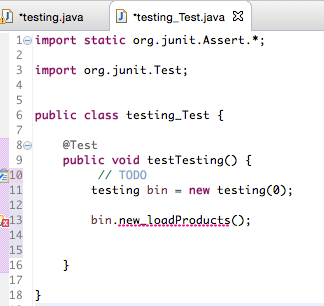 *testing.java *testing_Test.java
1 import static org.junit.Assert.*;
2
3 import org.junit.Test;
4
5
6 public class testing_Test {
7
8 @Test
9 public void testTesting() {
10 // TODO
11 testing bin = new testing(0);
12
13 bin.new_loadProducts();
14
15
16 }
17
18 }